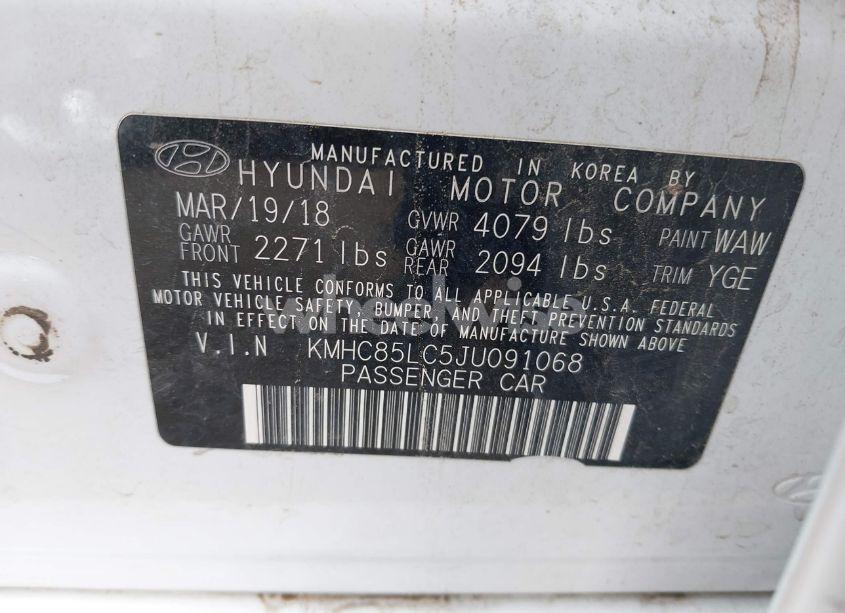 MANUFACTURED IN KOREA BY
HYUNDAI MOTOR COMPANY
MAR/19/18 GVWR 4079 lbs PAINT WAW
GAWR FRONT 2271 lbs GAWR REAR 2094 lbs TRIM YGE
THIS VEHICLE CONFORMS TO ALL APPLICABLE U.S.A. FEDERAL
MOTOR VEHICLE SAFETY, BUMPER, AND THEFT PREVENTION STANDARDS
IN EFFECT ON THE DATE OF MANUFACTURE SHOWN ABOVE
V.I.N KMHC85LC5JU091068
PASSENGER CAR
wheelwise